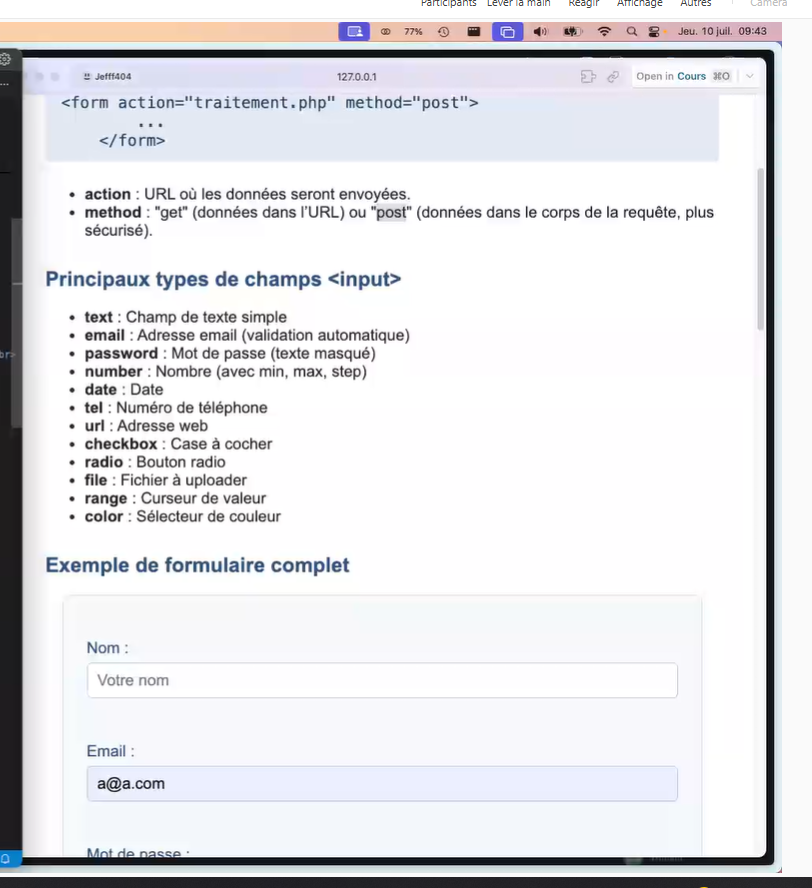 Participants Lever la main Réagir Affichage Autres Caméra
77% Jeu. 10 juil. 09:43
Jefff404 127.0.0.1 Open in Cours ⌘O
<form action="traitement.php" method="post">
...
</form>
• action : URL où les données seront envoyées.
• method : "get" (données dans l'URL) ou "post" (données dans le corps de la requête, plus
sécurisé).
Principaux types de champs <input>
• text : Champ de texte simple
• email : Adresse email (validation automatique)
• password : Mot de passe (texte masqué)
• number : Nombre (avec min, max, step)
• date : Date
• tel : Numéro de téléphone
• url : Adresse web
• checkbox : Case à cocher
• radio : Bouton radio
• file : Fichier à uploader
• range : Curseur de valeur
• color : Sélecteur de couleur
Exemple de formulaire complet
Nom :
Votre nom
Email :
a@a.com
Mot de passe :